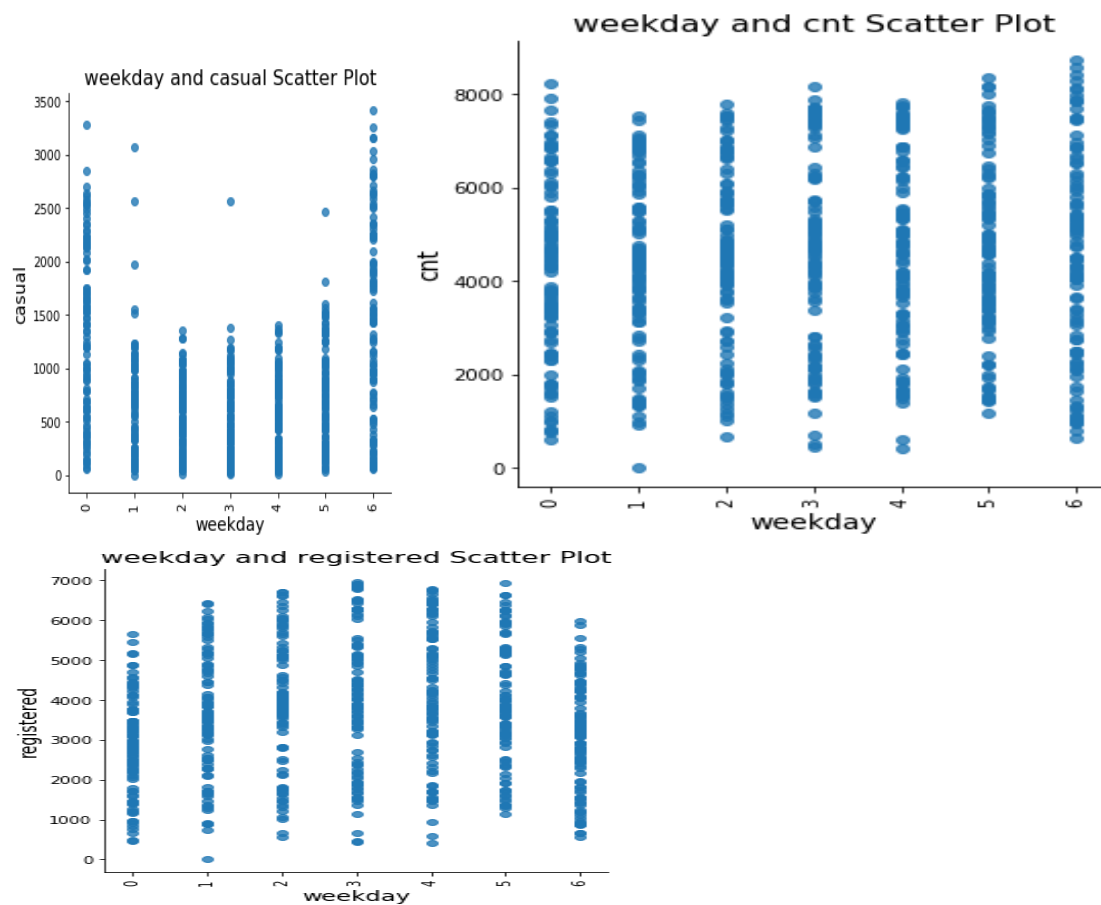 weekday and casual Scatter Plot
3500
3000
2500
2000
1500
1000
500
0
casual
0 1 2 3 4 5 6
weekday
weekday and cnt Scatter Plot
8000
6000
4000
2000
0
cnt
0 1 2 3 4 5 6
weekday
weekday and registered Scatter Plot
7000
6000
5000
4000
3000
2000
1000
0
registered
0 1 2 3 4 5 6
weekday